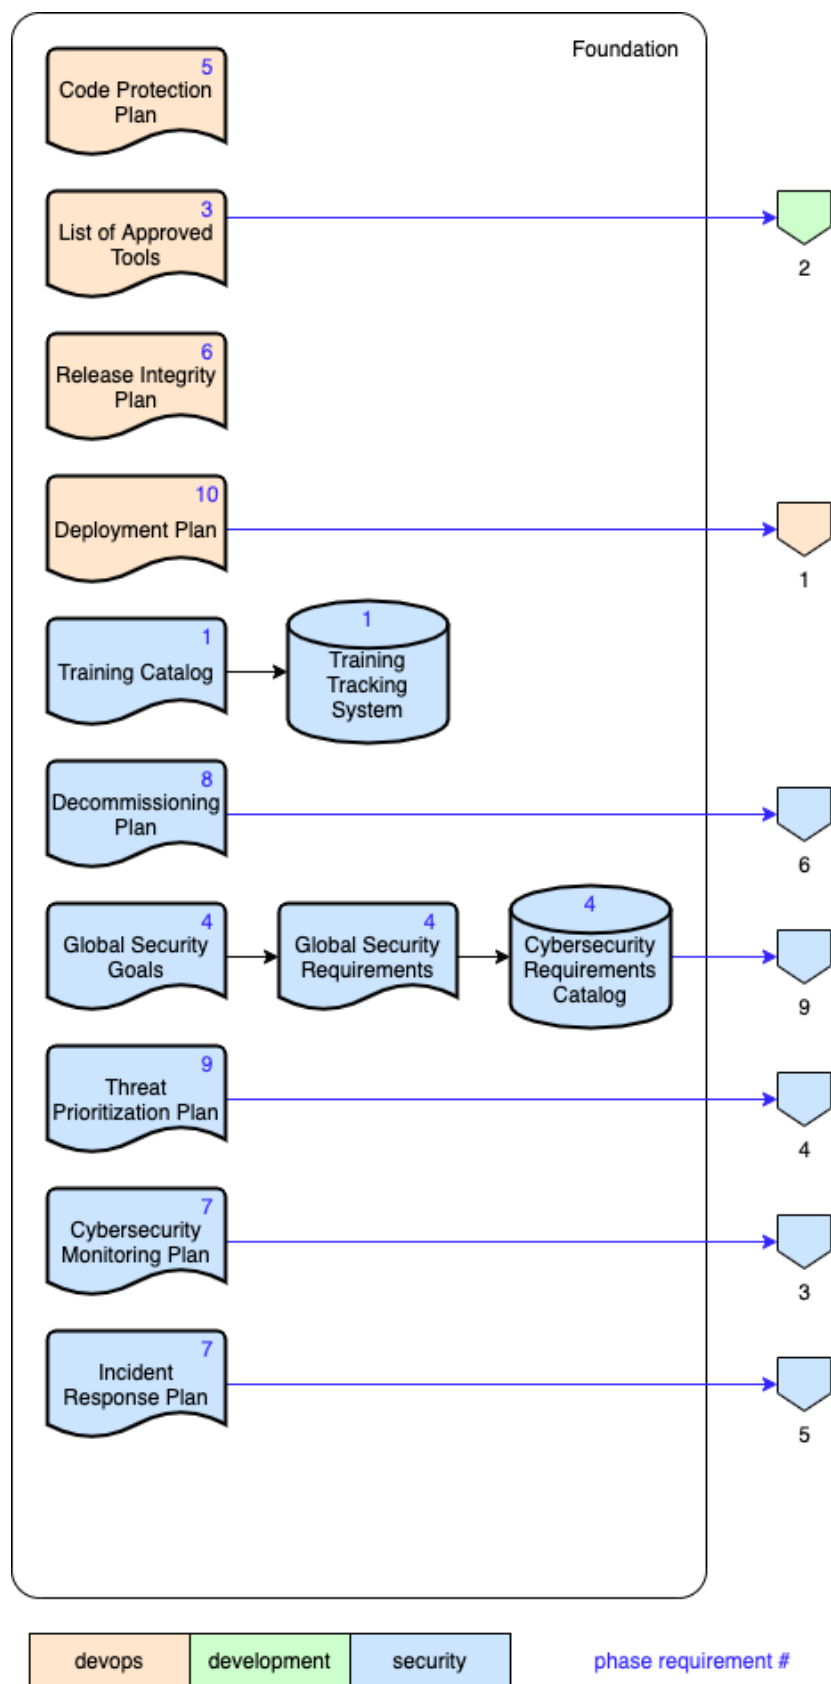 Foundation
5
Code Protection
Plan
3
List of Approved
Tools
2
6
Release Integrity
Plan
10
Deployment Plan
1
1
Training Catalog
1
Training
Tracking
System
8
Decommissioning
Plan
6
4
Global Security
Goals
4
Global Security
Requirements
4
Cybersecurity
Requirements
Catalog
9
9
Threat
Prioritization Plan
4
7
Cybersecurity
Monitoring Plan
3
7
Incident
Response Plan
5
devops
development
security
phase requirement #